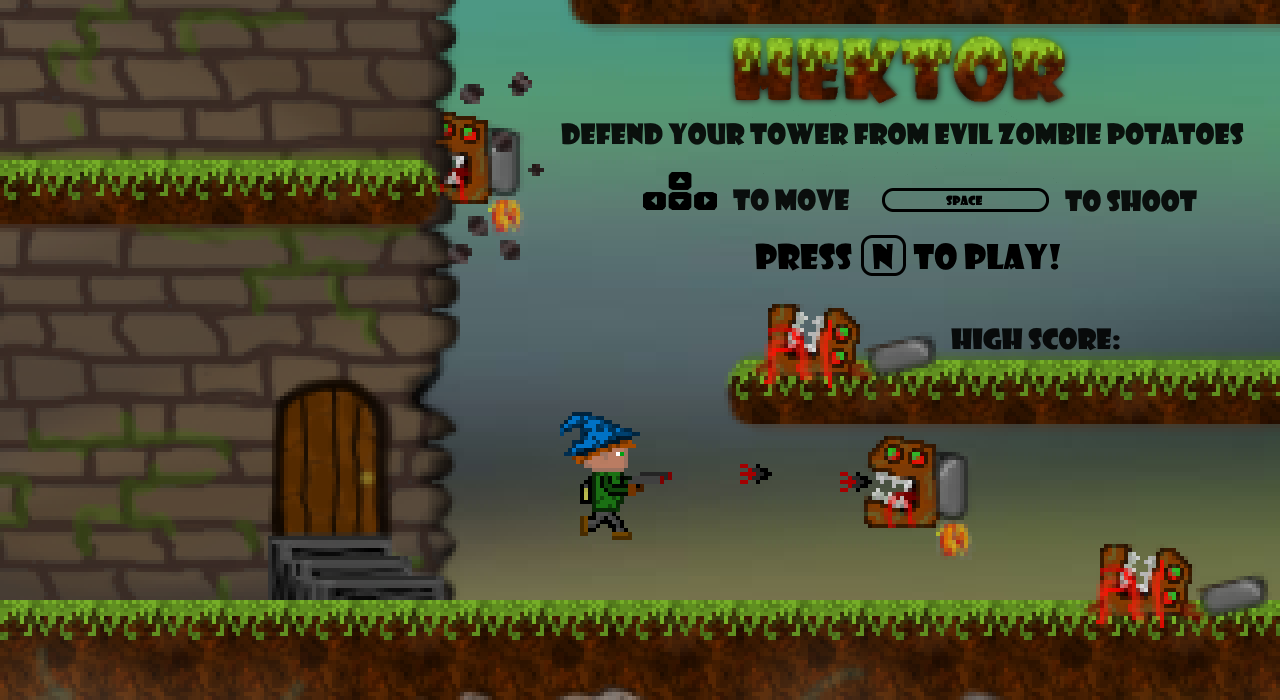 HEKTOR
DEFEND YOUR TOWER FROM EVIL ZOMBIE POTATOES
TO MOVE SPACE TO SHOOT
PRESS N TO PLAY!
HIGH SCORE: